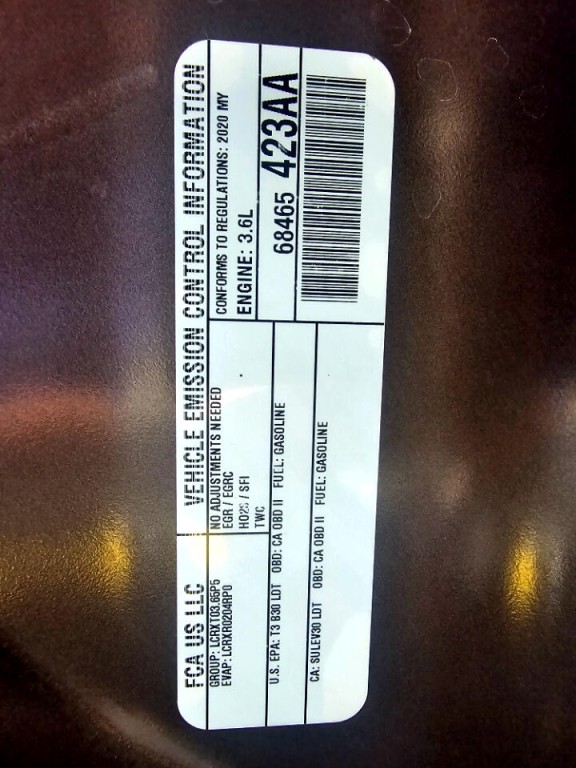 FCA US LLC VEHICLE EMISSION CONTROL INFORMATION
GROUP: LCRXT03.65P5
EVAP: LCRXR0204RP0
NO ADJUSTMENTS NEEDED
EGR / EGRC
HO2S / SFI
TWC
CONFORMS TO REGULATIONS: 2020 MY
ENGINE: 3.6L
68465 423AA
U.S. EPA: T3 B30 LDT OBD: CA OBD II FUEL: GASOLINE
CA: SULEV30 LDT OBD: CA OBD II FUEL: GASOLINE